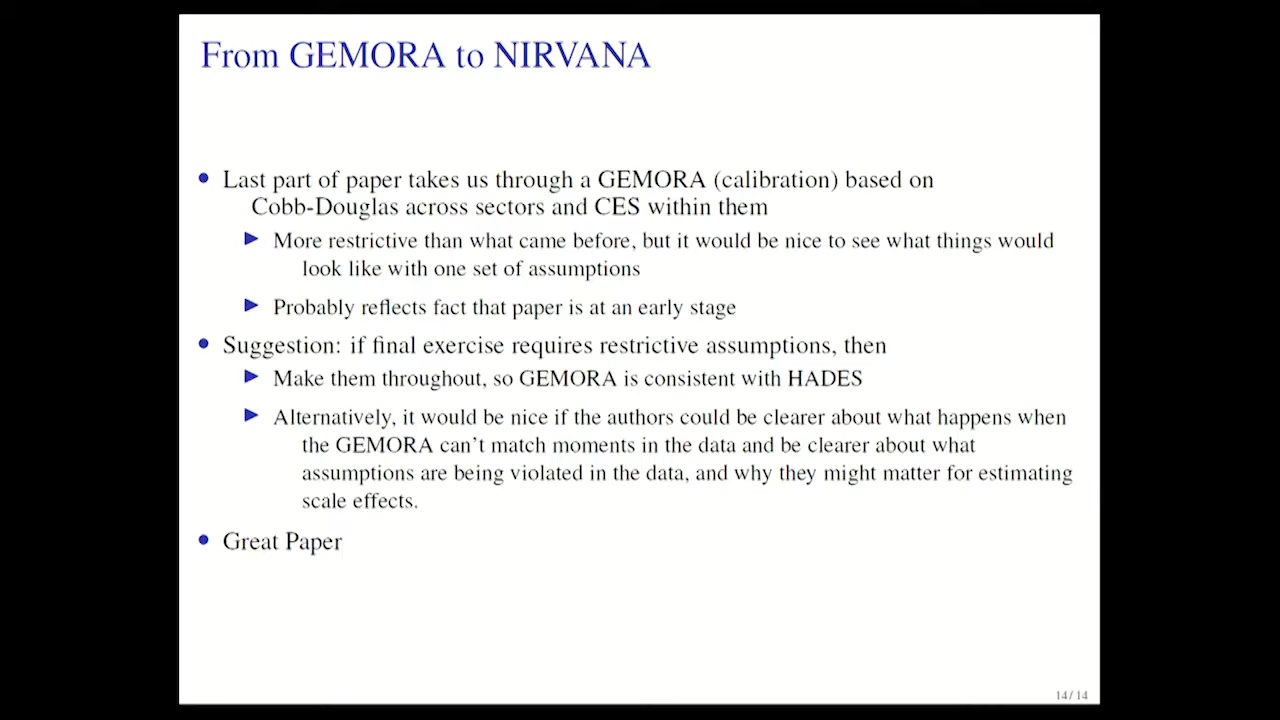 From GEMORA to NIRVANA
• Last part of paper takes us through a GEMORA (calibration) based on
Cobb-Douglas across sectors and CES within them
▶ More restrictive than what came before, but it would be nice to see what things would
look like with one set of assumptions
▶ Probably reflects fact that paper is at an early stage
• Suggestion: if final exercise requires restrictive assumptions, then
▶ Make them throughout, so GEMORA is consistent with HADES
▶ Alternatively, it would be nice if the authors could be clearer about what happens when
the GEMORA can't match moments in the data and be clearer about what
assumptions are being violated in the data, and why they might matter for estimating
scale effects.
• Great Paper
14/14